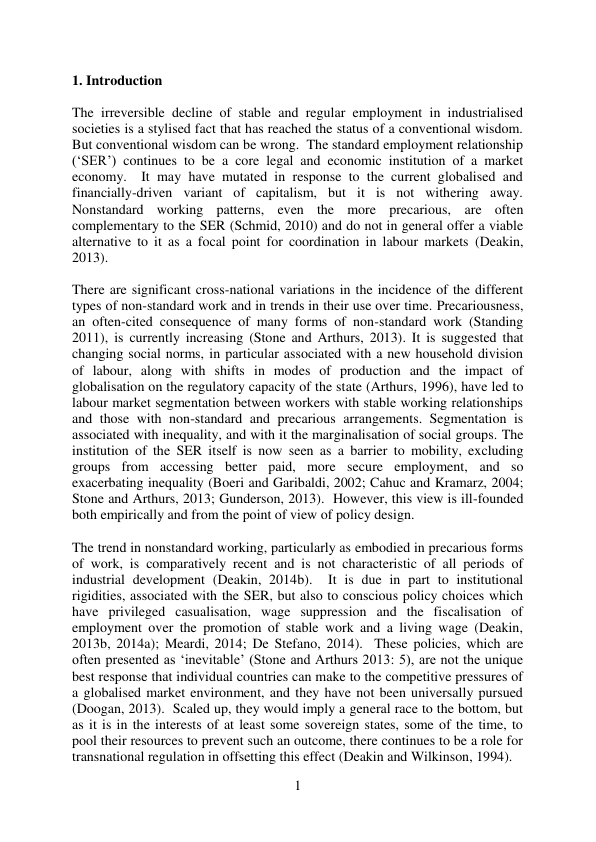 1. Introduction
The irreversible decline of stable and regular employment in industrialised
societies is a stylised fact that has reached the status of a conventional wisdom.
But conventional wisdom can be wrong.  The standard employment relationship
(‘SER’) continues to be a core legal and economic institution of a market
economy.  It may have mutated in response to the current globalised and
financially-driven variant of capitalism, but it is not withering away.
Nonstandard working patterns, even the more precarious, are often
complementary to the SER (Schmid, 2010) and do not in general offer a viable
alternative to it as a focal point for coordination in labour markets (Deakin,
2013).
There are significant cross-national variations in the incidence of the different
types of non-standard work and in trends in their use over time. Precariousness,
an often-cited consequence of many forms of non-standard work (Standing
2011), is currently increasing (Stone and Arthurs, 2013). It is suggested that
changing social norms, in particular associated with a new household division
of labour, along with shifts in modes of production and the impact of
globalisation on the regulatory capacity of the state (Arthurs, 1996), have led to
labour market segmentation between workers with stable working relationships
and those with non-standard and precarious arrangements. Segmentation is
associated with inequality, and with it the marginalisation of social groups. The
institution of the SER itself is now seen as a barrier to mobility, excluding
groups from accessing better paid, more secure employment, and so
exacerbating inequality (Boeri and Garibaldi, 2002; Cahuc and Kramarz, 2004;
Stone and Arthurs, 2013; Gunderson, 2013).  However, this view is ill-founded
both empirically and from the point of view of policy design.
The trend in nonstandard working, particularly as embodied in precarious forms
of work, is comparatively recent and is not characteristic of all periods of
industrial development (Deakin, 2014b).  It is due in part to institutional
rigidities, associated with the SER, but also to conscious policy choices which
have privileged casualisation, wage suppression and the fiscalisation of
employment over the promotion of stable work and a living wage (Deakin,
2013b, 2014a); Meardi, 2014; De Stefano, 2014).  These policies, which are
often presented as ‘inevitable’ (Stone and Arthurs 2013: 5), are not the unique
best response that individual countries can make to the competitive pressures of
a globalised market environment, and they have not been universally pursued
(Doogan, 2013).  Scaled up, they would imply a general race to the bottom, but
as it is in the interests of at least some sovereign states, some of the time, to
pool their resources to prevent such an outcome, there continues to be a role for
transnational regulation in offsetting this effect (Deakin and Wilkinson, 1994).
1